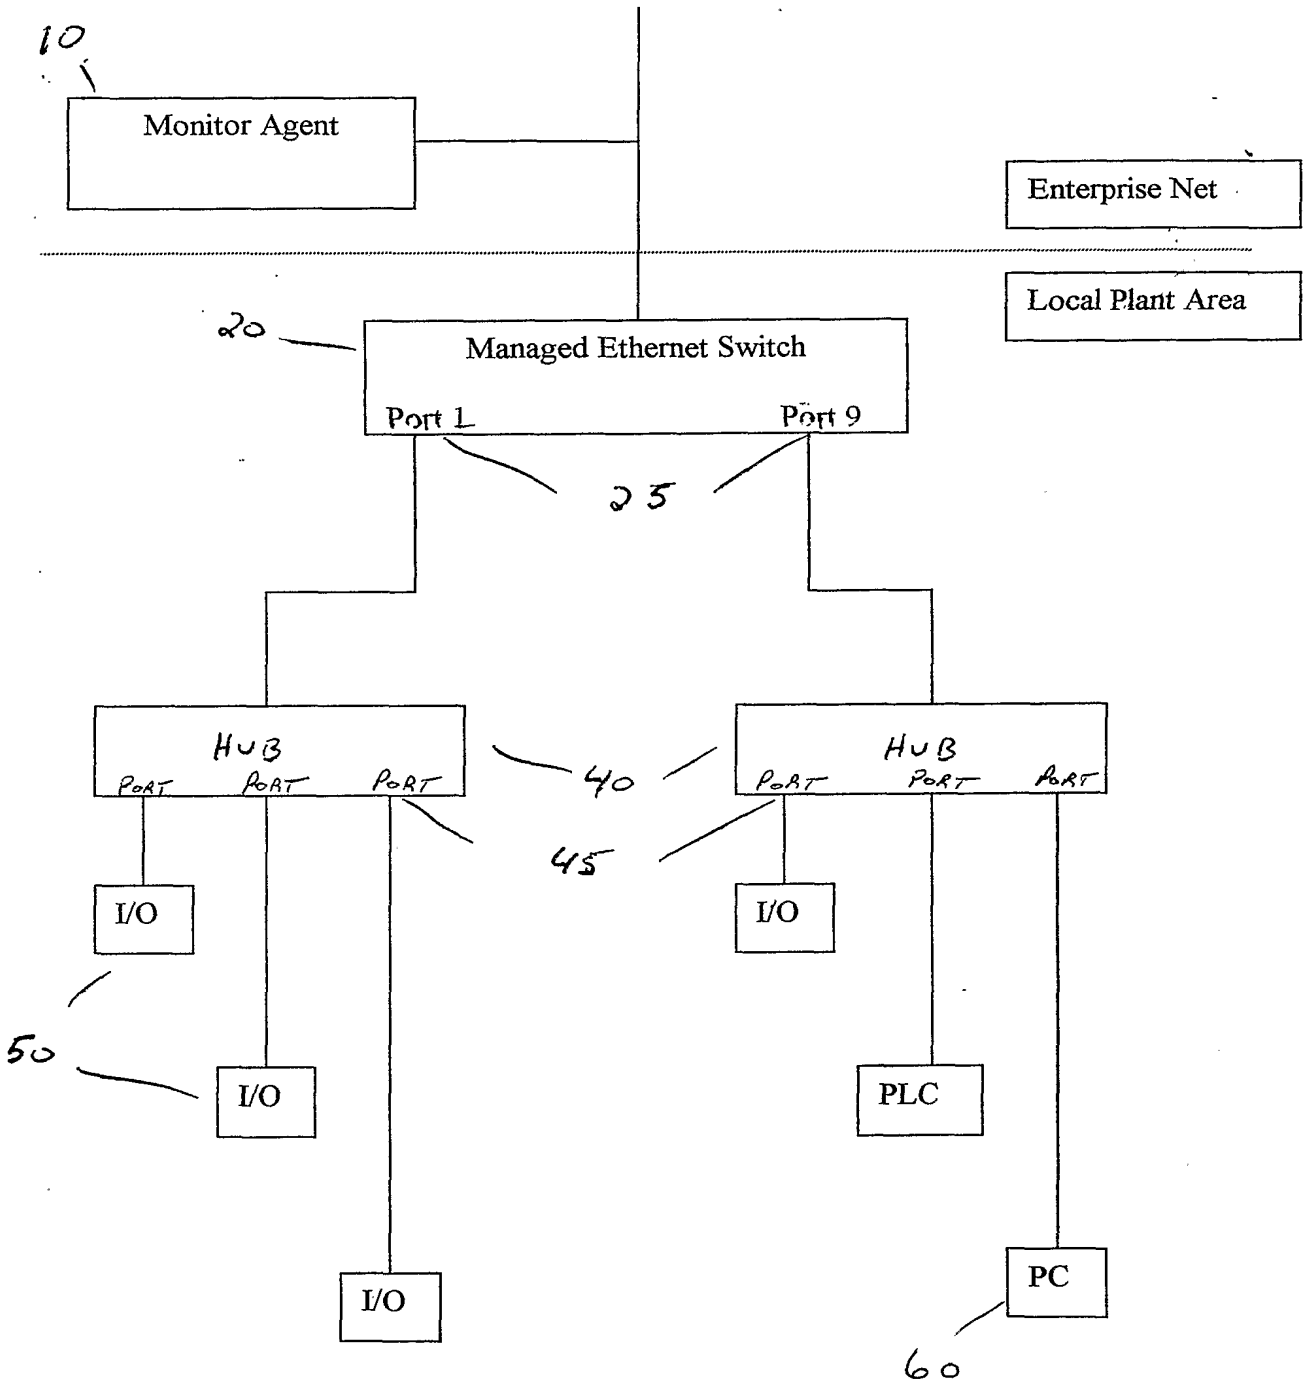 10
Monitor Agent
Enterprise Net
Local Plant Area
20
Managed Ethernet Switch
Port 1
Port 9
25
HUB
HUB
40
PORT PORT PORT
PORT PORT PORT
45
I/O
I/O
50
I/O
PLC
I/O
PC
60